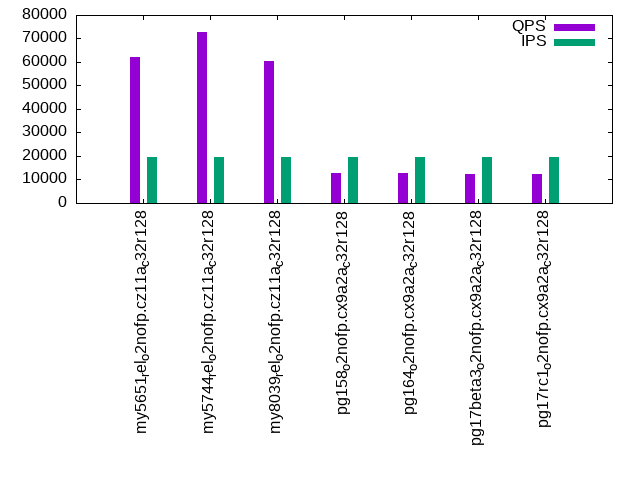 80000
70000
60000
50000
40000
30000
20000
10000
0
QPS
IPS
my5651rel_o2nofp.cz11a_c32r128
my5744rel_o2nofp.cz11a_c32r128
my8039rel_o2nofp.cz11a_c32r128
pg158_o2nofp.cx9a2a_c32r128
pg164_o2nofp.cx9a2a_c32r128
pg17beta3_o2nofp.cx9a2a_c32r128
pg17rc1_o2nofp.cx9a2a_c32r128